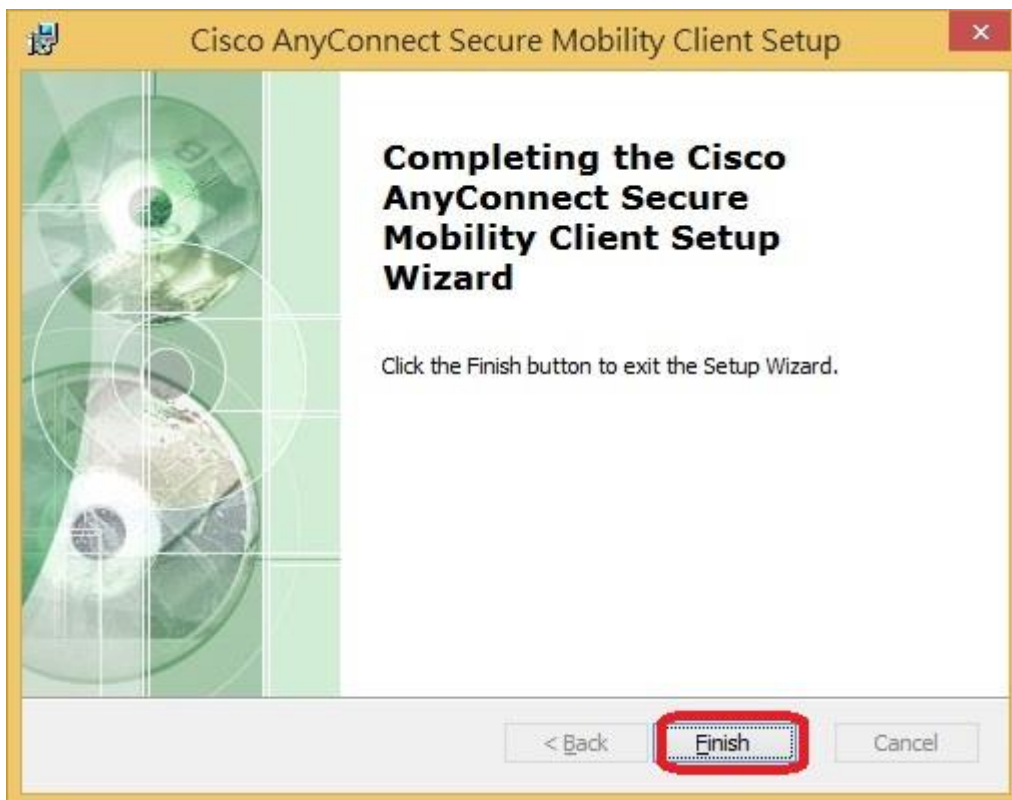 Cisco AnyConnect Secure Mobility Client Setup
Completing the Cisco
AnyConnect Secure
Mobility Client Setup
Wizard
Click the Finish button to exit the Setup Wizard.
< Back Finish Cancel